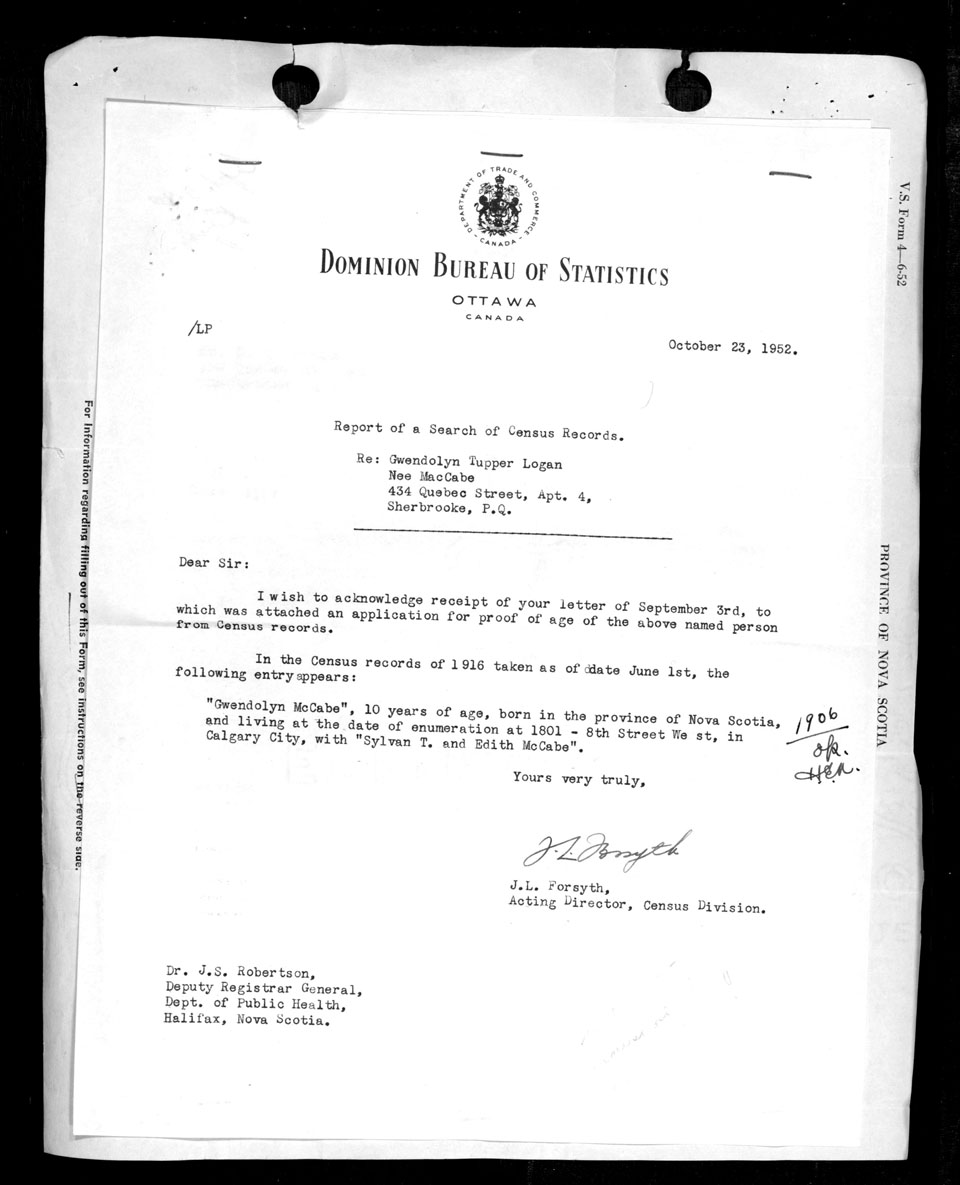 DEPARTMENT OF TRADE AND COMMERCE
- CANADA -
DOMINION BUREAU OF STATISTICS
OTTAWA
CANADA
/LP
October 23, 1952.
Report of a Search of Census Records.
Re: Gwendolyn Tupper Logan
Nee MacCabe
434 Quebec Street, Apt. 4,
Sherbrooke, P.Q.
Dear Sir:
I wish to acknowledge receipt of your letter of September 3rd, to
which was attached an application for proof of age of the above named person
from Census records.
In the Census records of 1916 taken as of date June 1st, the
following entry appears:
"Gwendolyn McCabe", 10 years of age, born in the province of Nova Scotia,
and living at the date of enumeration at 1801 - 8th Street We st, in
Calgary City, with "Sylvan T. and Edith McCabe".
1906
ok.
Yours very truly,
J.L. Forsyth
J.L. Forsyth,
Acting Director, Census Division.
Dr. J.S. Robertson,
Deputy Registrar General,
Dept. of Public Health,
Halifax, Nova Scotia.
For Information regarding filling out of this Form, see instructions on the reverse side.
V.S. Form 4—6-52
PROVINCE OF NOVA SCOTIA